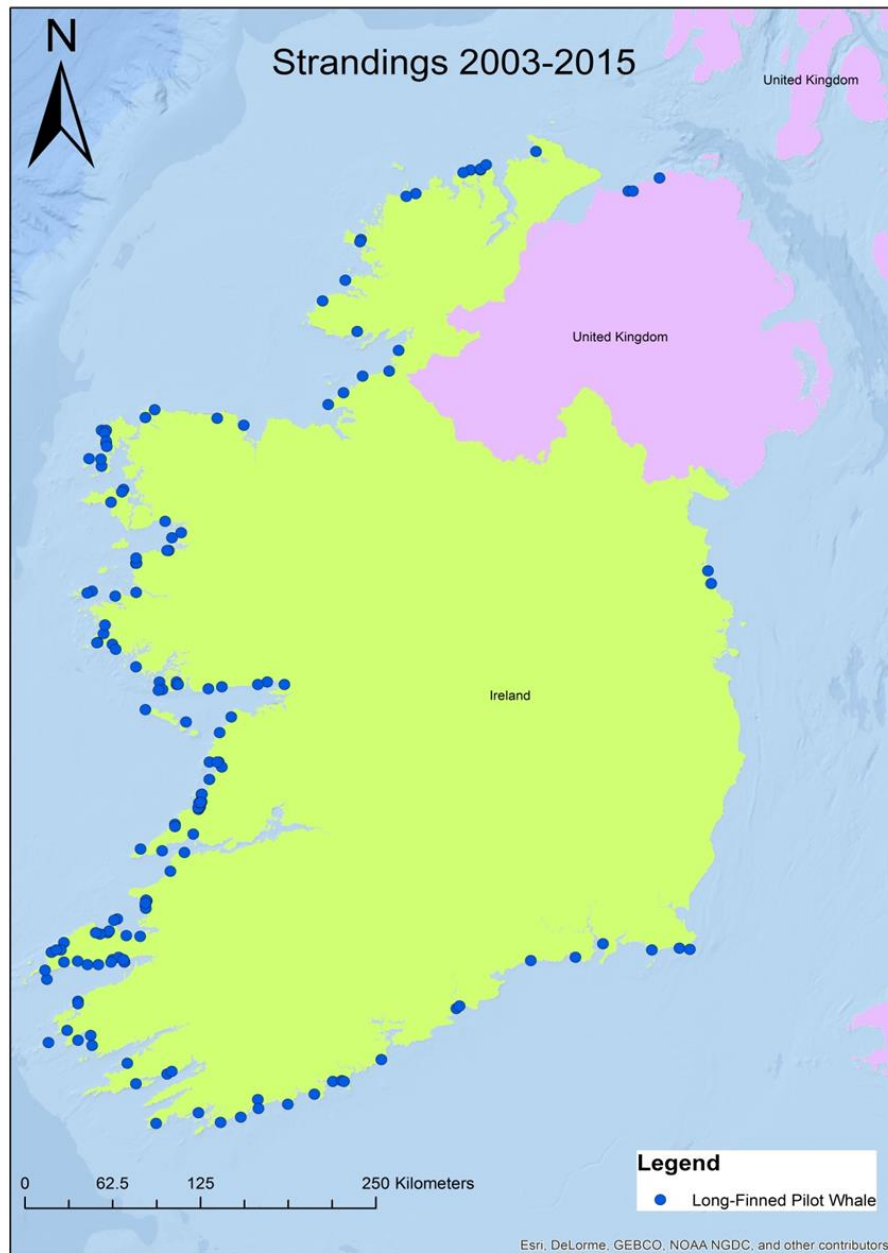 N
Strandings 2003-2015
United Kingdom
United Kingdom
Ireland
0 62.5 125 250 Kilometers
Legend
Long-Finned Pilot Whale
Esri, DeLorme, GEBCO, NOAA NGDC, and other contributors